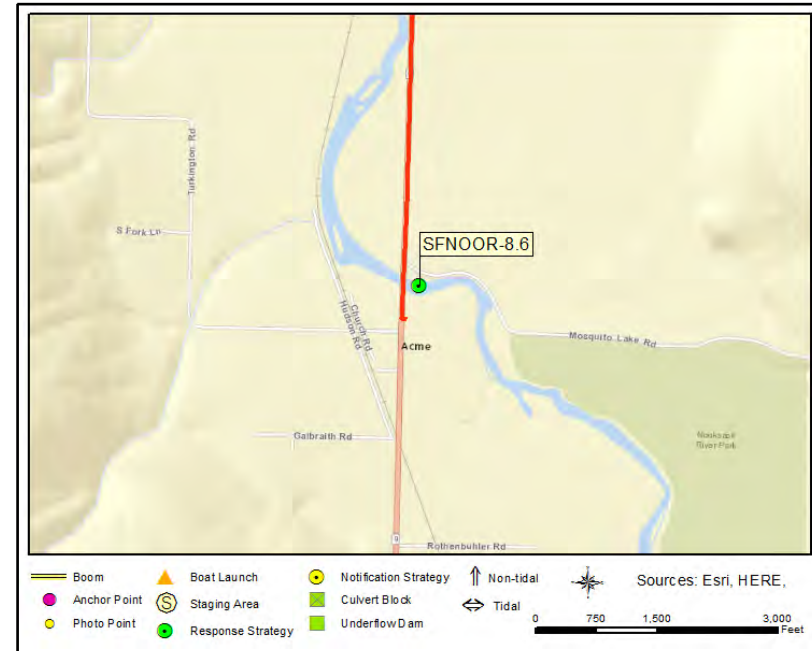 Turkington Rd
S Fork Ln
SFNOOR-8.6
Church Rd
Hudson Rd
Acme
Mosquito Lake Rd
Nooksack
River Park
Galbraith Rd
9
Rothenbuhler Rd
Boom
Boat Launch
Notification Strategy
Non-tidal
Sources: Esri, HERE,
Anchor Point
S Staging Area
Culvert Block
Tidal
Photo Point
Response Strategy
Underflow Dam
0 750 1,500 3,000
Feet